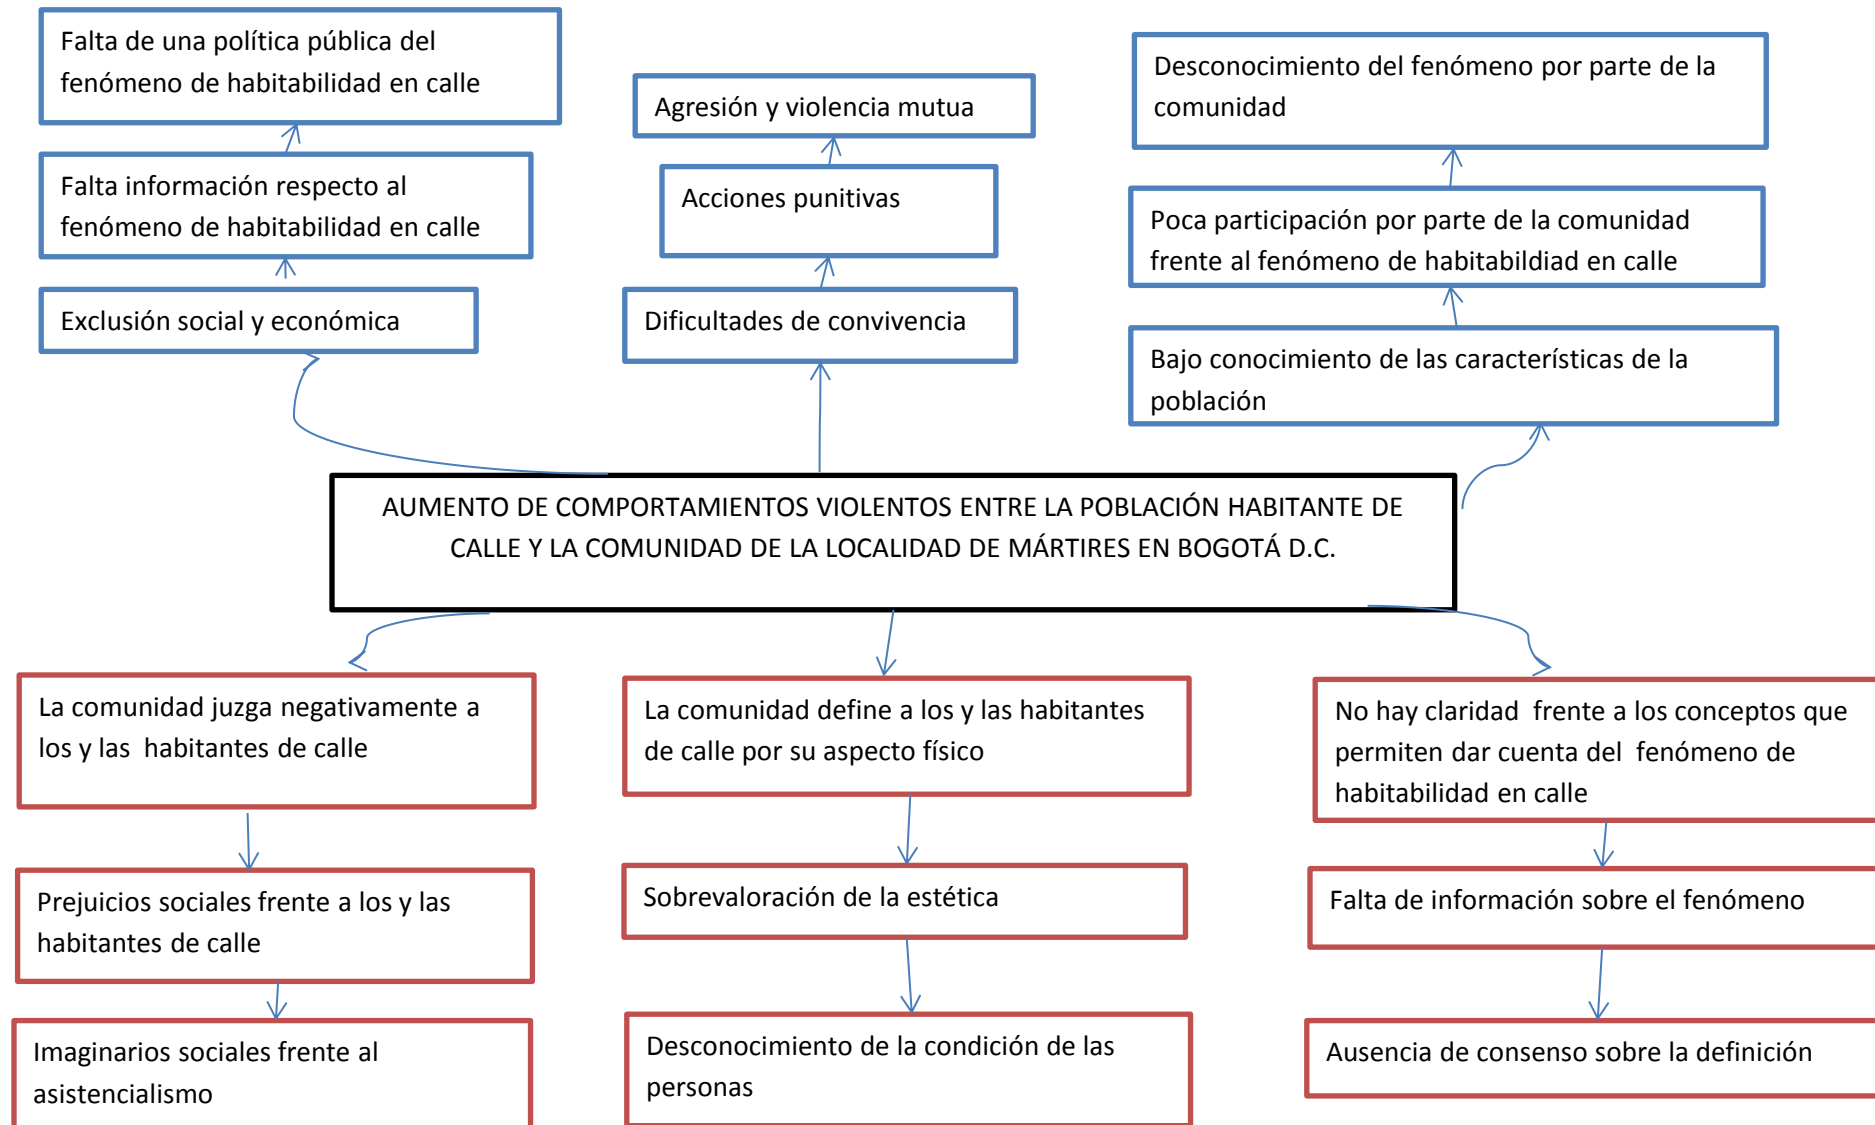 Falta de una política pública del
fenómeno de habitabilidad en calle
Falta información respecto al
fenómeno de habitabilidad en calle
Exclusión social y económica
Agresión y violencia mutua
Acciones punitivas
Dificultades de convivencia
Desconocimiento del fenómeno por parte de la
comunidad
Poca participación por parte de la comunidad
frente al fenómeno de habitabildiad en calle
Bajo conocimiento de las características de la
población
AUMENTO DE COMPORTAMIENTOS VIOLENTOS ENTRE LA POBLACIÓN HABITANTE DE
CALLE Y LA COMUNIDAD DE LA LOCALIDAD DE MÁRTIRES EN BOGOTÁ D.C.
La comunidad juzga negativamente a
los y las  habitantes de calle
Prejuicios sociales frente a los y las
habitantes de calle
Imaginarios sociales frente al
asistencialismo
La comunidad define a los y las habitantes
de calle por su aspecto físico
Sobrevaloración de la estética
Desconocimiento de la condición de las
personas
No hay claridad  frente a los conceptos que
permiten dar cuenta del  fenómeno de
habitabilidad en calle
Falta de información sobre el fenómeno
Ausencia de consenso sobre la definición